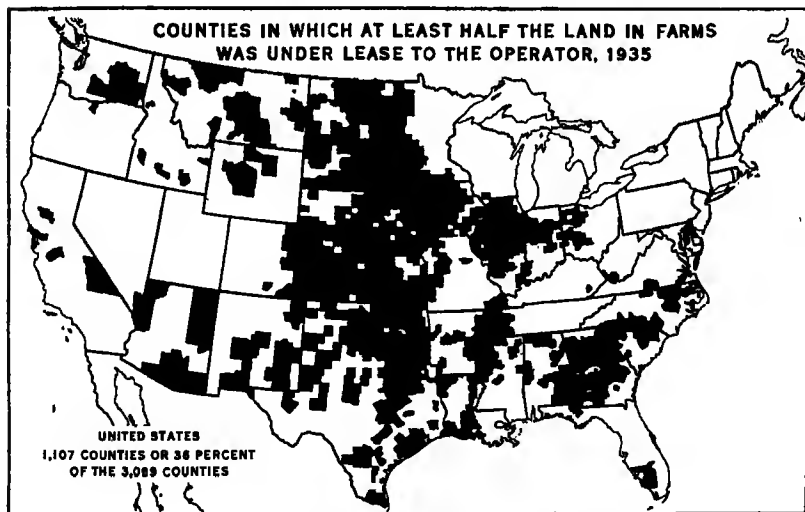 COUNTIES IN WHICH AT LEAST HALF THE LAND IN FARMS
WAS UNDER LEASE TO THE OPERATOR, 1935
UNITED STATES
1,107 COUNTIES OR 36 PERCENT
OF THE 3,089 COUNTIES